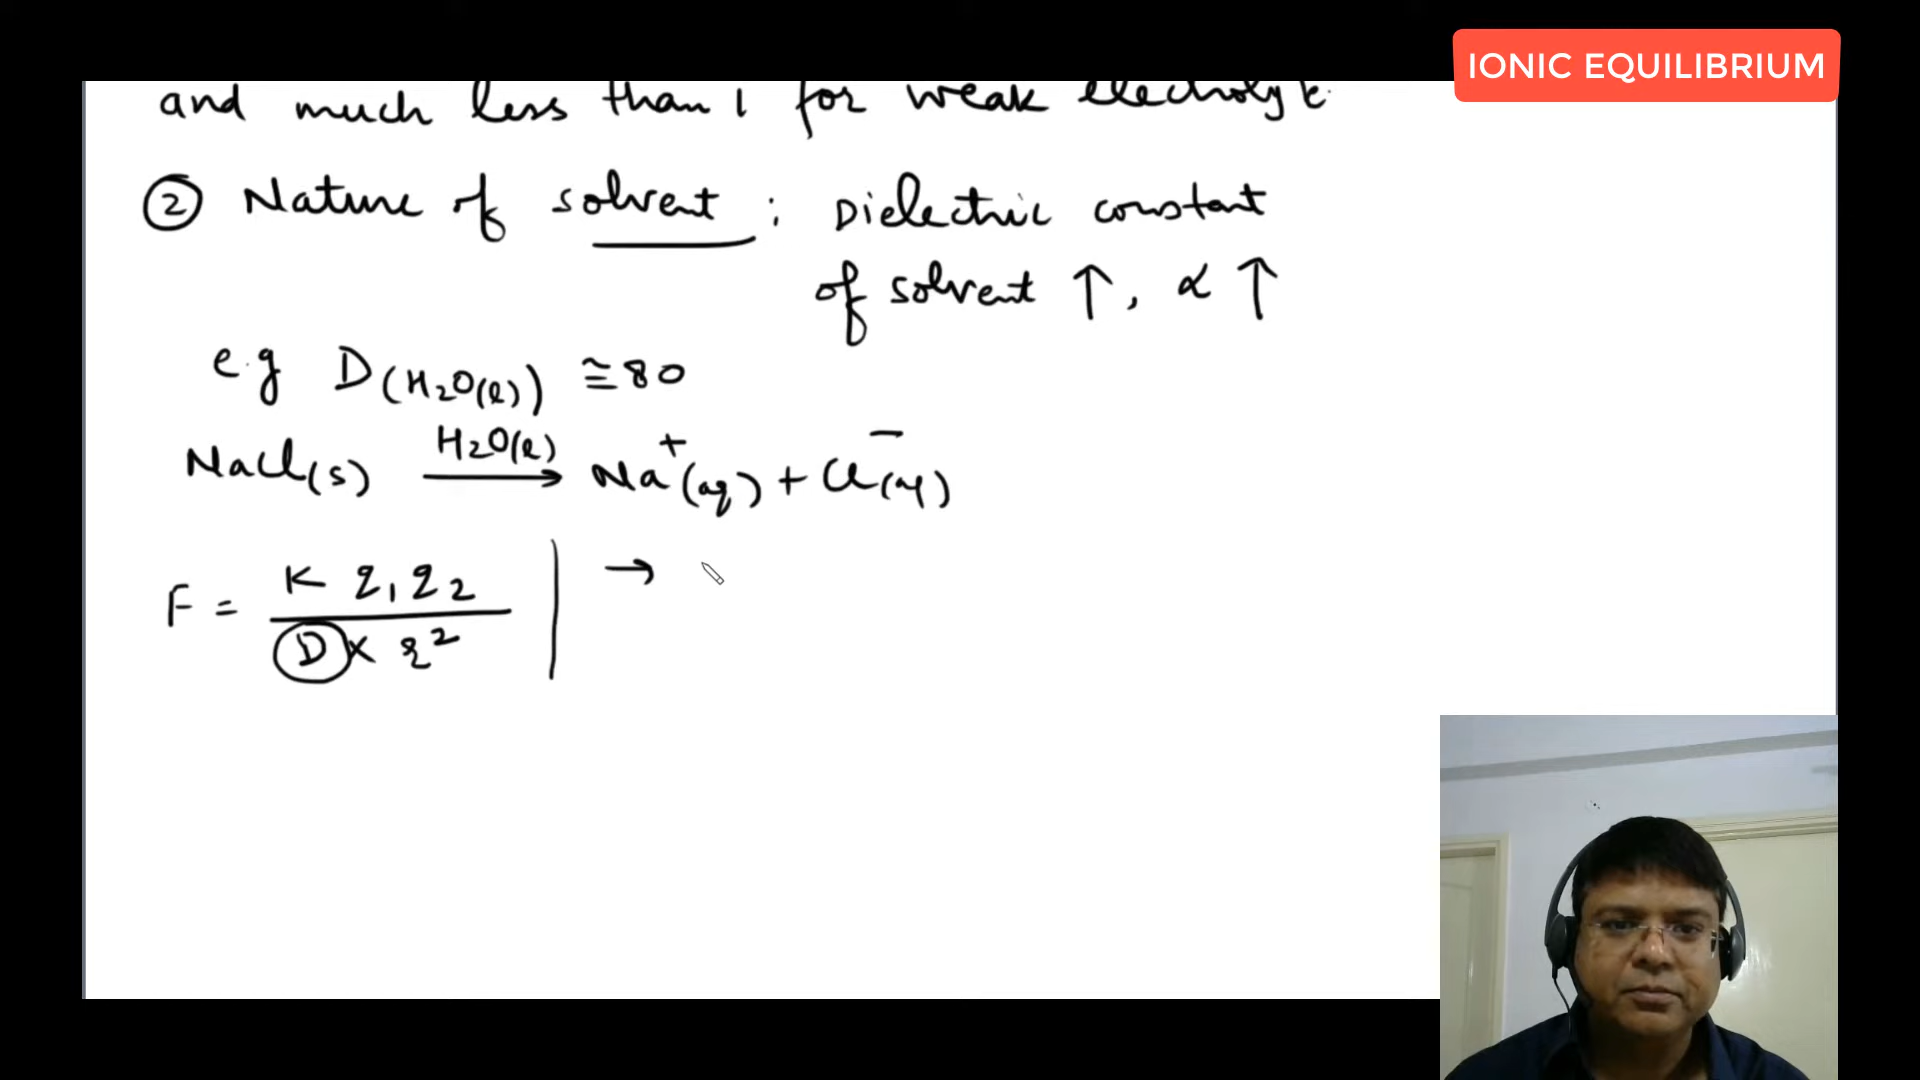 IONIC EQUILIBRIUM
and much less than 1 for weak electrolyte.
② Nature of solvent : Dielectric constant
of solvent ↑, α ↑
e.g D(H₂O(l)) ≅ 80
NaCl(s) H₂O(l) → Na⁺(aq) + Cl⁻(aq)
F = K q₁q₂ / D × r² | →